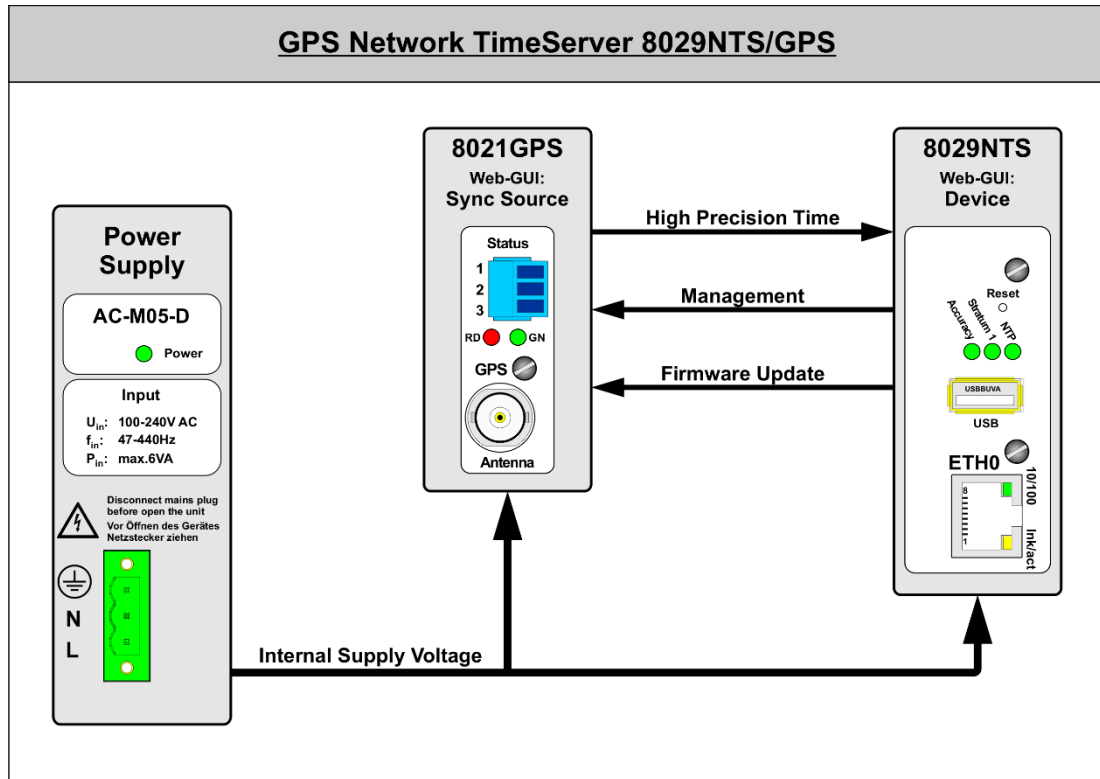 GPS Network TimeServer 8029NTS/GPS
Power
Supply
AC-M05-D
Power
Input
Uin: 100-240V AC
fin: 47-440Hz
Pin: max.6VA
Disconnect mains plug
before open the unit
Vor Öffnen des Gerätes
Netzstecker ziehen
N
L
Internal Supply Voltage
8021GPS
Web-GUI:
Sync Source
Status
1
2
3
RD
GN
GPS
Antenna
High Precision Time
Management
Firmware Update
8029NTS
Web-GUI:
Device
Reset
Accuracy
Stratum 1
NTP
USBBUVA
USB
ETH0
10/100
8
1
lnk/act